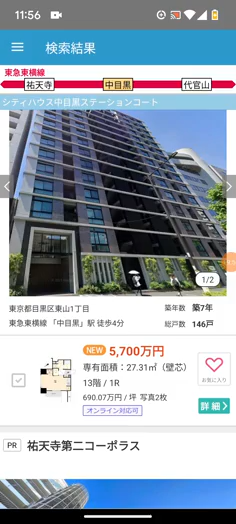 11:56
検索結果
東急東横線
祐天寺
中目黒
代官山
シティハウス中目黒ステーションコート
1/2
東京都目黒区東山1丁目
築年数 築7年
東急東横線 「中目黒」駅 徒歩4分
総戸数 146戸
NEW 5,700万円
専有面積：27.31㎡（壁芯）
13階 / 1R
690.07万円 / 坪 写真2枚
オンライン対応可
お気に入り
詳細
PR 祐天寺第二コーポラス